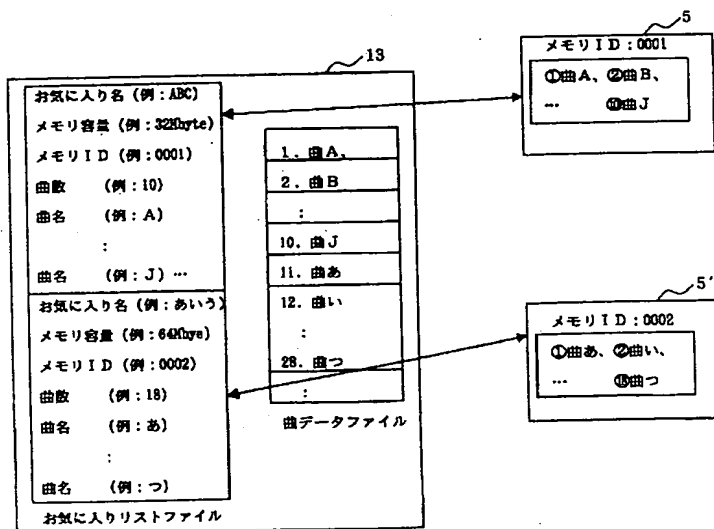 13
お気に入り名 (例:ABC)
メモリ容量 (例:32Mbyte)
メモリID (例:0001)
曲数 (例:10)
曲名 (例:A)
:
曲名 (例:J) …
お気に入り名 (例:あいう)
メモリ容量 (例:64Mbye)
メモリID (例:0002)
曲数 (例:18)
曲名 (例:あ)
:
曲名 (例:つ)
お気に入りリストファイル
1.曲A、
2.曲B
:
10.曲J
11.曲あ
12.曲い
:
28.曲つ
:
曲データファイル
5
メモリID:0001
①曲A、②曲B、
… ⑩曲J
5'
メモリID:0002
①曲あ、②曲い、
… ⑱曲つ